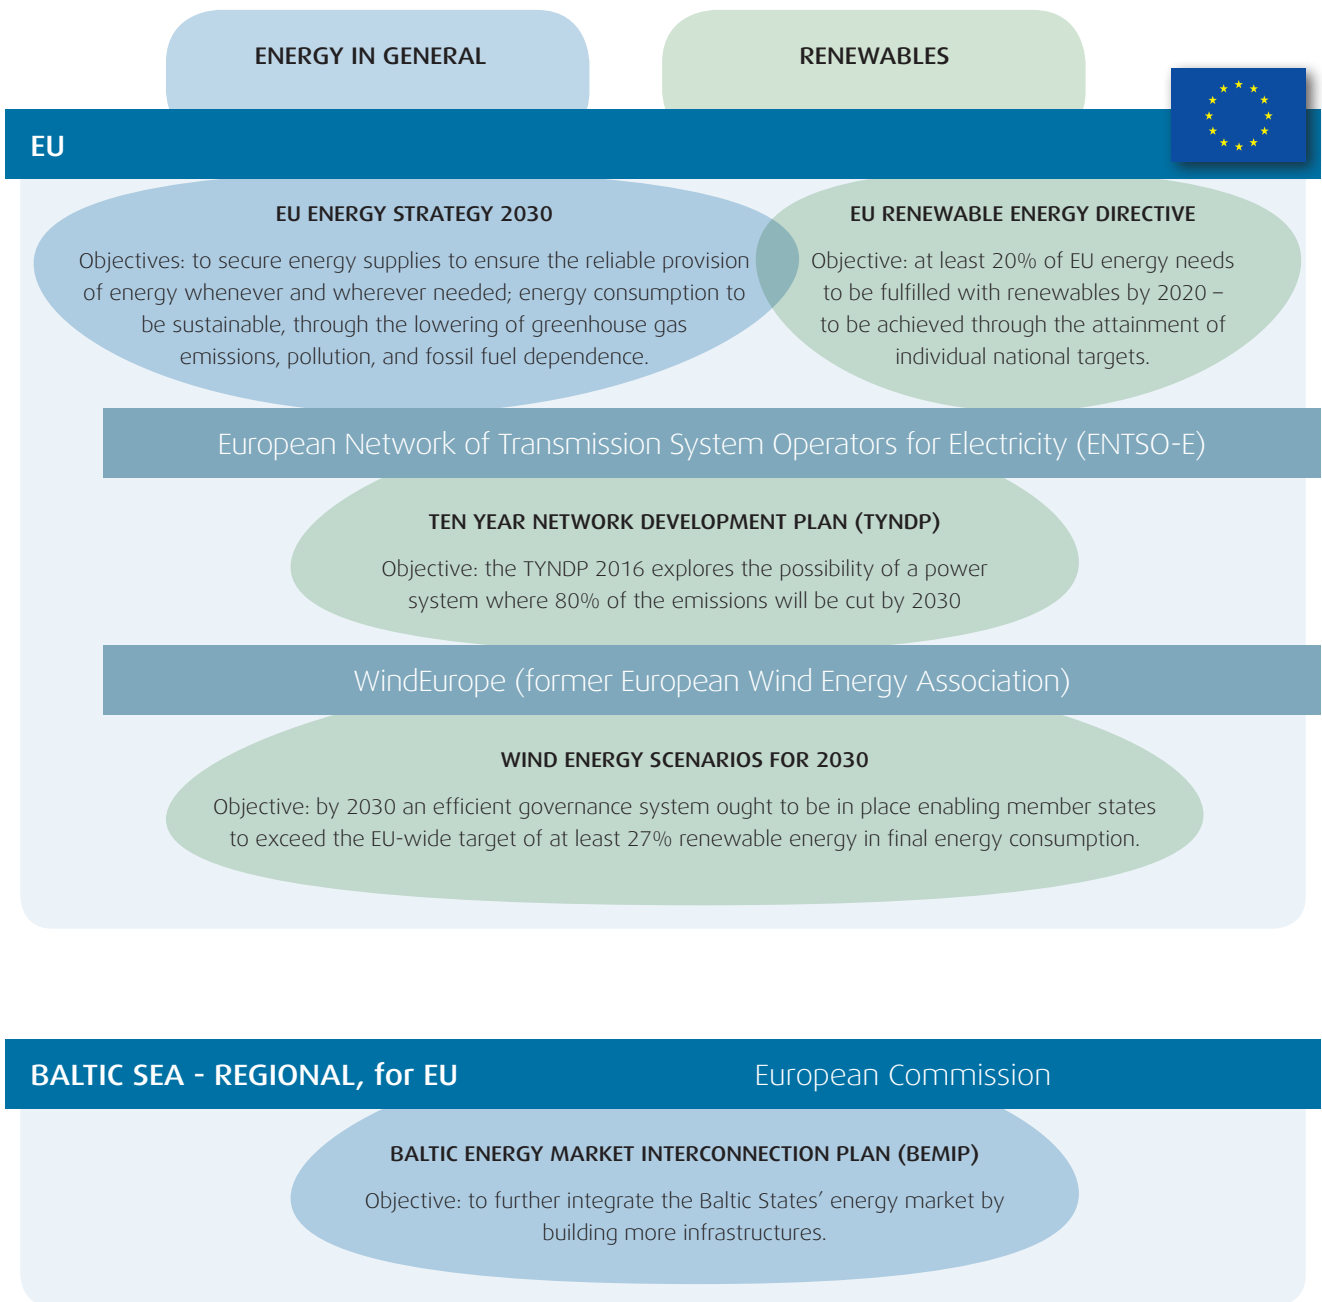 ENERGY IN GENERAL
RENEWABLES
EU
EU ENERGY STRATEGY 2030
Objectives: to secure energy supplies to ensure the reliable provision
of energy whenever and wherever needed; energy consumption to
be sustainable, through the lowering of greenhouse gas
emissions, pollution, and fossil fuel dependence.
EU RENEWABLE ENERGY DIRECTIVE
Objective: at least 20% of EU energy needs
to be fulfilled with renewables by 2020 –
to be achieved through the attainment of
individual national targets.
European Network of Transmission System Operators for Electricity (ENTSO-E)
TEN YEAR NETWORK DEVELOPMENT PLAN (TYNDP)
Objective: the TYNDP 2016 explores the possibility of a power
system where 80% of the emissions will be cut by 2030
WindEurope (former European Wind Energy Association)
WIND ENERGY SCENARIOS FOR 2030
Objective: by 2030 an efficient governance system ought to be in place enabling member states
to exceed the EU-wide target of at least 27% renewable energy in final energy consumption.
BALTIC SEA - REGIONAL, for EU
European Commission
BALTIC ENERGY MARKET INTERCONNECTION PLAN (BEMIP)
Objective: to further integrate the Baltic States’ energy market by
building more infrastructures.